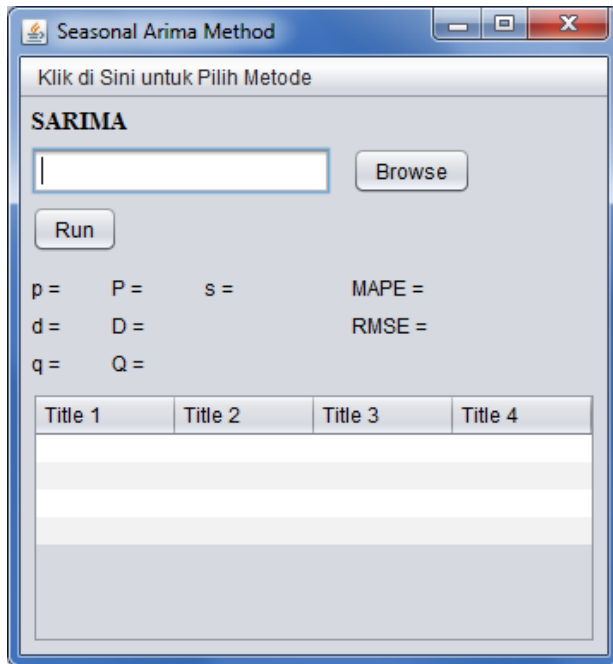 Seasonal Arima Method
Klik di Sini untuk Pilih Metode
SARIMA
Browse
Run
p = P = s = MAPE =
d = D = RMSE =
q = Q =
Title 1 Title 2 Title 3 Title 4